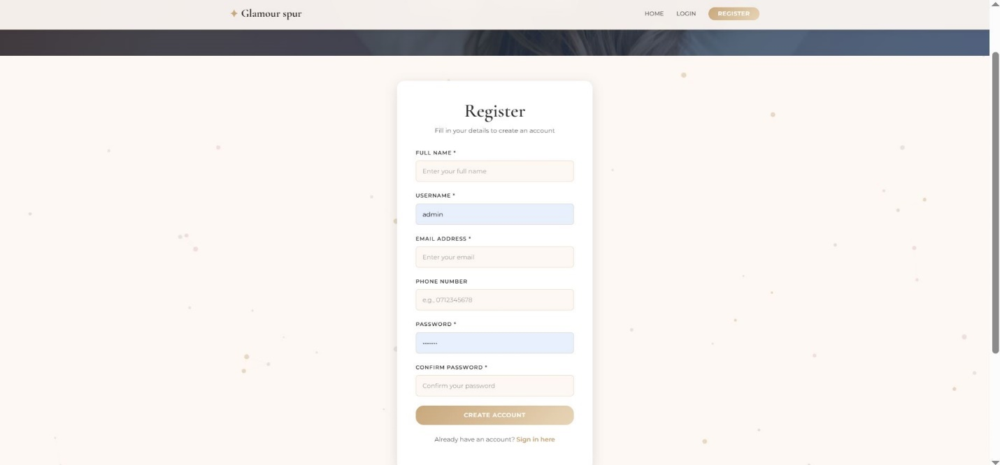 ✦ Glamour spur
HOME LOGIN REGISTER
Register
Fill in your details to create an account
FULL NAME *
Enter your full name
USERNAME *
admin
EMAIL ADDRESS *
Enter your email
PHONE NUMBER
e.g., 0712345678
PASSWORD *
••••••••
CONFIRM PASSWORD *
Confirm your password
CREATE ACCOUNT
Already have an account? Sign in here